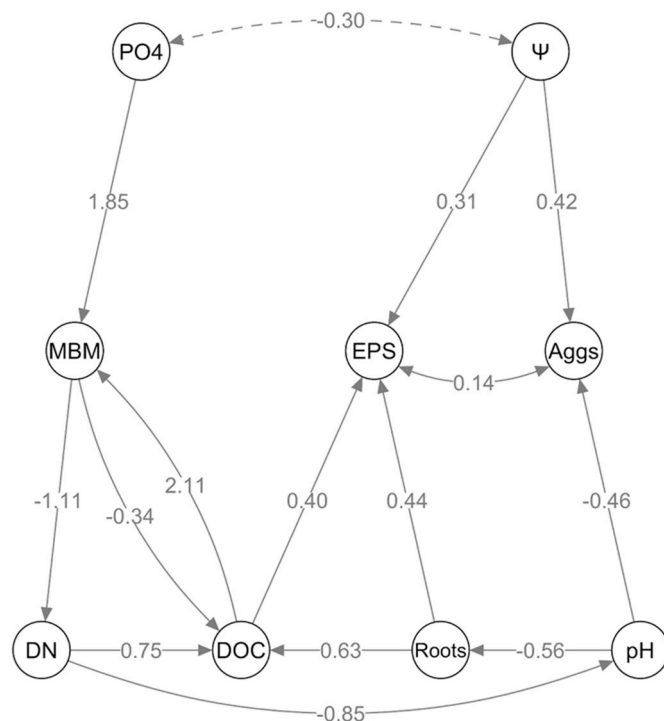 -0.30
PO4
Ψ
1.85
0.31
0.42
MBM
EPS
Aggs
0.14
2.11
-1.11
-0.34
0.40
0.44
-0.46
DN
0.75
DOC
0.63
Roots
-0.56
pH
-0.85